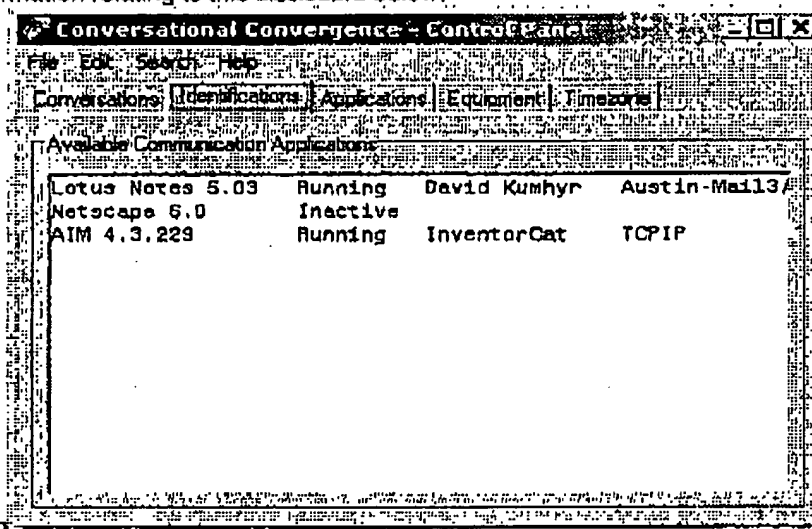 Conversational Convergence - Control Panel
File Edit Search Help
Conversations Identifications Applications Equipment Timezone
Available Communication Applications
Lotus Notes 5.03 Running David Kumhyr Austin-Mail3/
Netscape 6.0 Inactive
AIM 4.3.229 Running InventorCat TCPIP